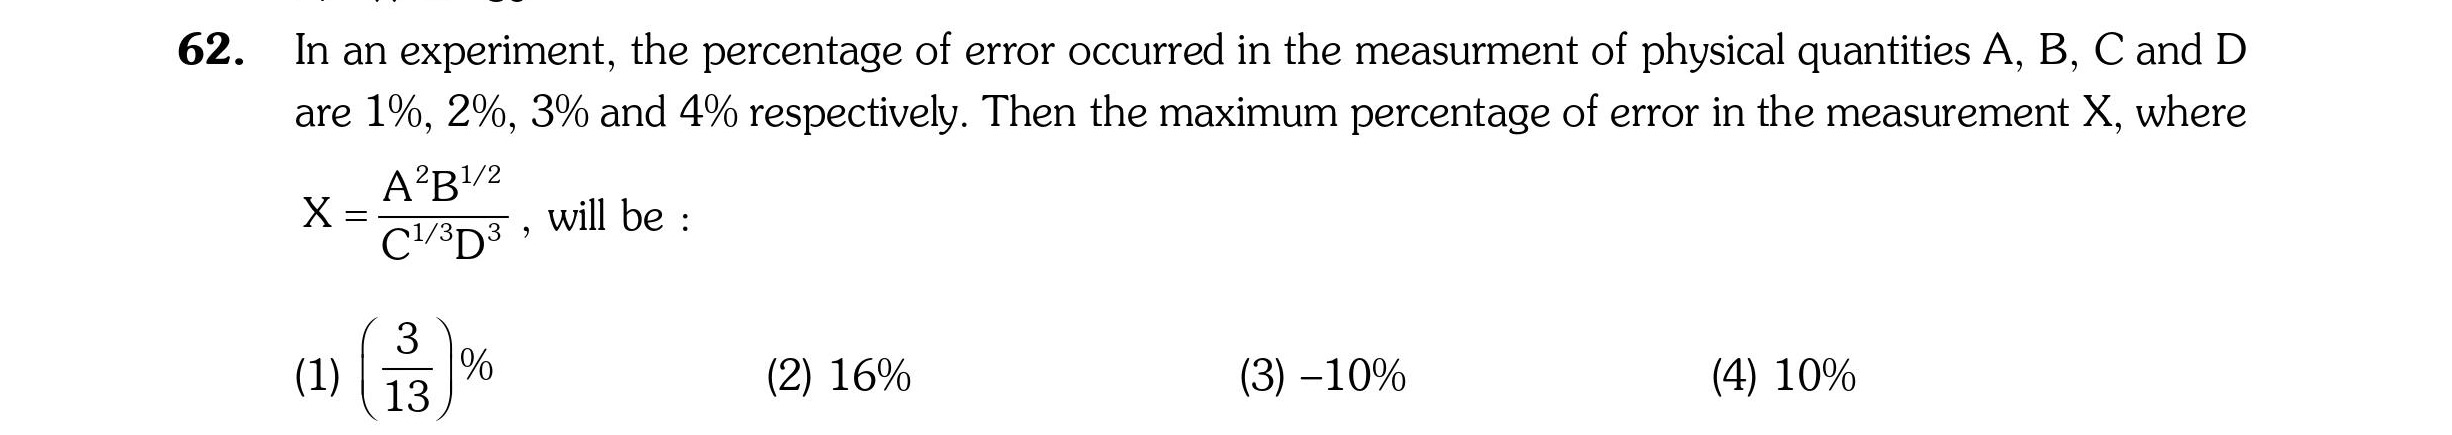 62. In an experiment, the percentage of error occurred in the measurment of physical quantities A, B, C and D
are 1%, 2%, 3% and 4% respectively. Then the maximum percentage of error in the measurement X, where
X = \frac{A^2B^{1/2}}{C^{1/3}D^3}, will be :
(1) \left(\frac{3}{13}\right)% (2) 16% (3) –10% (4) 10%